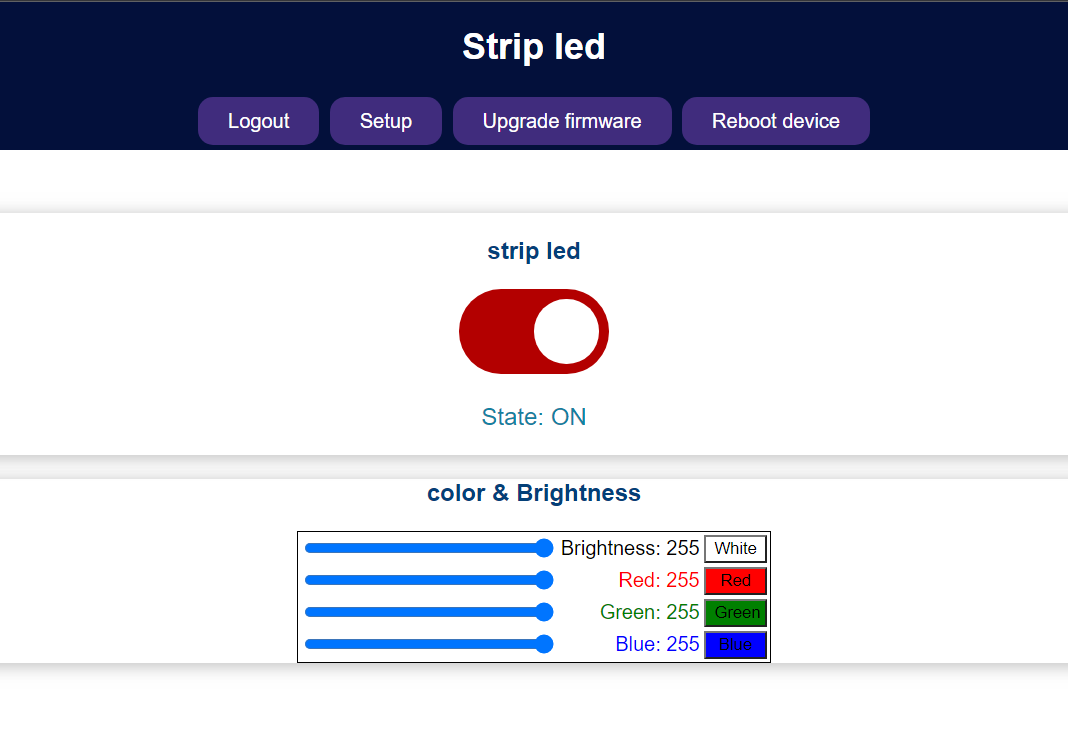 Strip led
Logout Setup Upgrade firmware Reboot device
strip led
State: ON
color & Brightness
Brightness: 255 White
Red: 255 Red
Green: 255 Green
Blue: 255 Blue